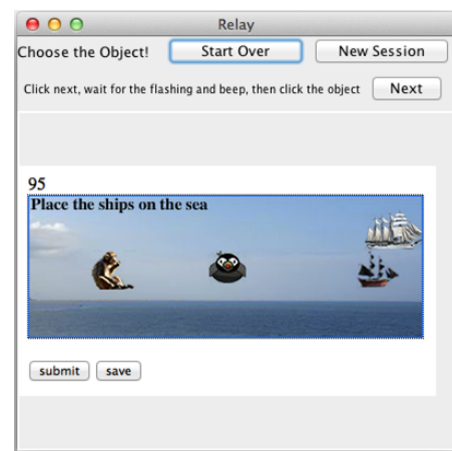 Relay
Choose the Object! Start Over New Session
Click next, wait for the flashing and beep, then click the object Next
95
Place the ships on the sea
submit save